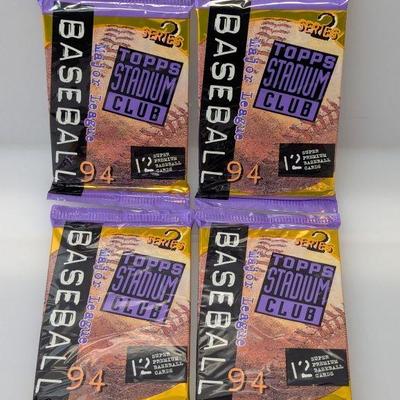 BASEBALL
major league
SERIES 2
TOPPS
STADIUM
CLUB
94
12 SUPER
PREMIUM
BASEBALL
CARDS
BASEBALL
major league
SERIES 2
TOPPS
STADIUM
CLUB
94
12 SUPER
PREMIUM
BASEBALL
CARDS
BASEBALL
major league
SERIES 2
TOPPS
STADIUM
CLUB
94
12 SUPER
PREMIUM
BASEBALL
CARDS
BASEBALL
major league
SERIES 2
TOPPS
STADIUM
CLUB
94
12 SUPER
PREMIUM
BASEBALL
CARDS